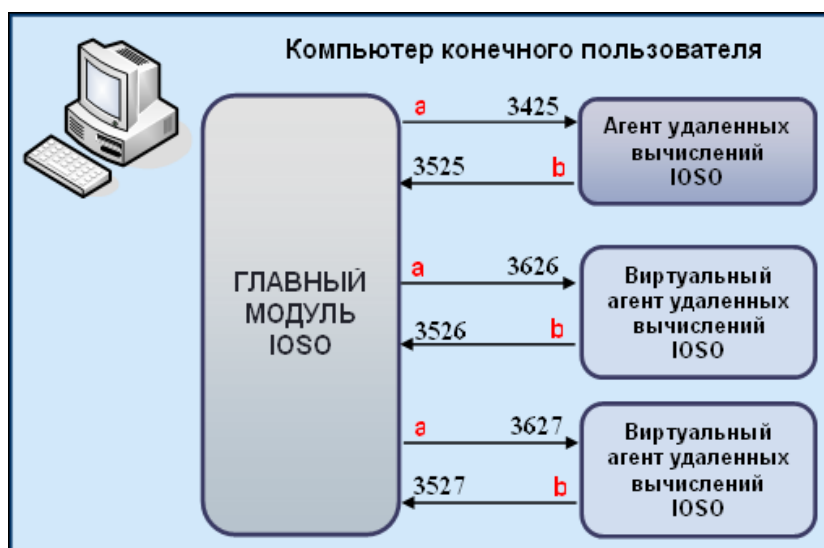 Компьютер конечного пользователя
ГЛАВНЫЙ
МОДУЛЬ
IOSO
a 3425
3525 b
Агент удаленных
вычислений
IOSO
a 3626
3526 b
Виртуальный
агент удаленных
вычислений
IOSO
a 3627
3527 b
Виртуальный
агент удаленных
вычислений
IOSO